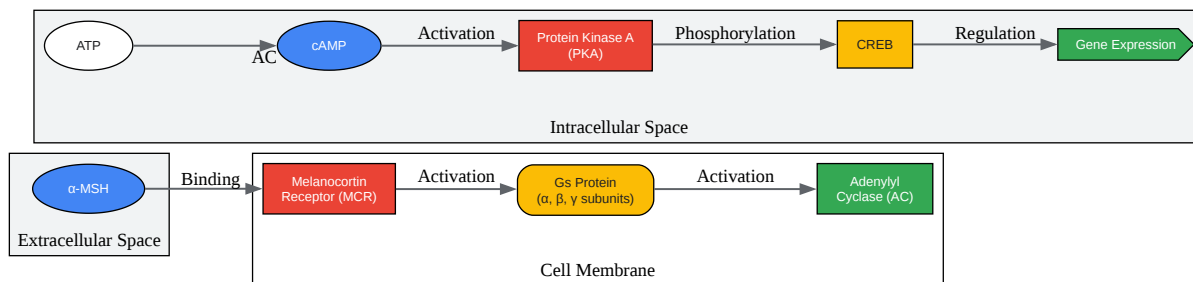 ATP
AC
cAMP
Activation
Protein Kinase A
(PKA)
Phosphorylation
CREB
Regulation
Gene Expression
Intracellular Space
α-MSH
Binding
Extracellular Space
Melanocortin
Receptor (MCR)
Activation
Gs Protein
(α, β, γ subunits)
Activation
Adenylyl
Cyclase (AC)
Cell Membrane